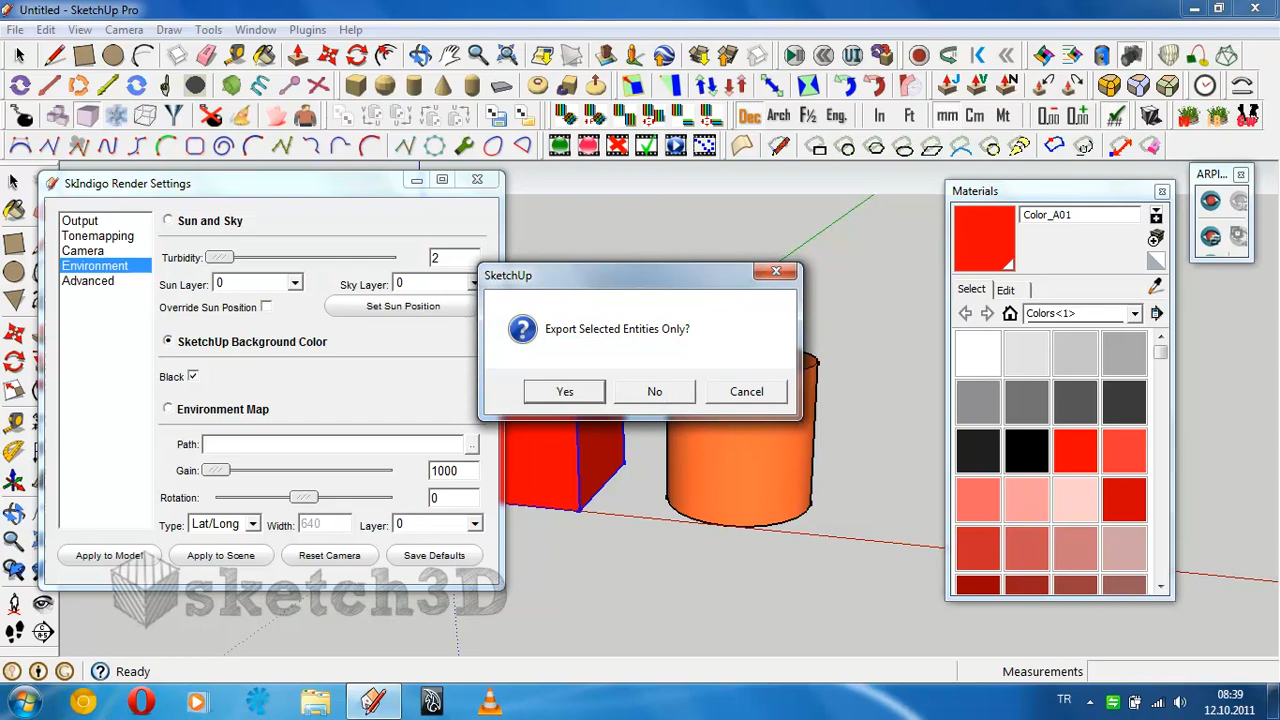 Untitled - SketchUp Pro
File Edit View Camera Draw Tools Window Plugins Help
Dec Arch F½ Eng. In Ft mm Cm Mt
SkIndigo Render Settings
Output
Tonemapping
Camera
Environment
Advanced
Sun and Sky
Turbidity: 2
Sun Layer: 0 Sky Layer: 0
Override Sun Position Set Sun Position
SketchUp Background Color
Black
Environment Map
Path: ..
Gain: 1000
Rotation: 0
Type: Lat/Long Width: 640 Layer: 0
Apply to Model Apply to Scene Reset Camera Save Defaults
sketch3D
SketchUp
Export Selected Entities Only?
Yes No Cancel
Materials
Color_A01
Select Edit
Colors<1>
ARPI...
Ready
Measurements
TR
08:39
12.10.2011